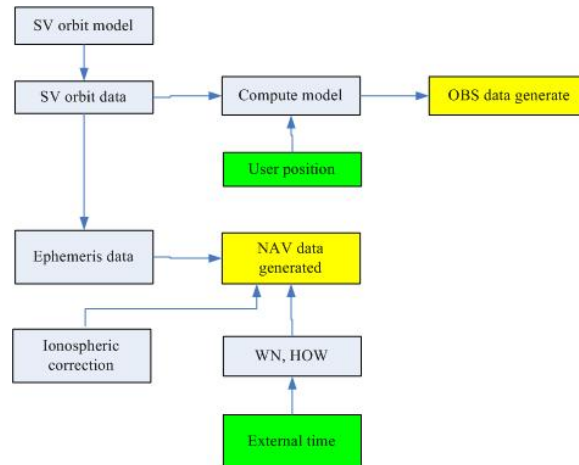 SV orbit model
SV orbit data
Compute model
OBS data generate
User position
Ephemeris data
NAV data
generated
Ionospheric
correction
WN, HOW
External time